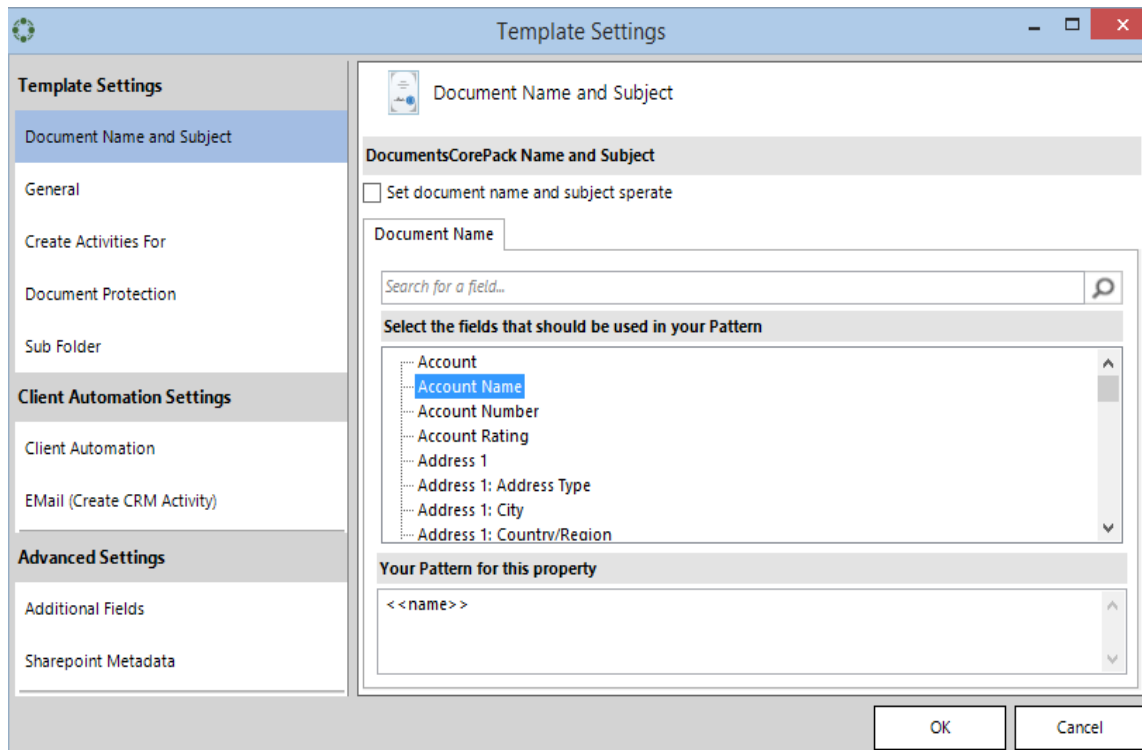 Template Settings
Template Settings
Document Name and Subject
General
Create Activities For
Document Protection
Sub Folder
Client Automation Settings
Client Automation
EMail (Create CRM Activity)
Advanced Settings
Additional Fields
Sharepoint Metadata
Document Name and Subject
DocumentsCorePack Name and Subject
Set document name and subject sperate
Document Name
Search for a field...
Select the fields that should be used in your Pattern
Account
Account Name
Account Number
Account Rating
Address 1
Address 1: Address Type
Address 1: City
Address 1: Country/Region
Your Pattern for this property
<<name>>
OK
Cancel